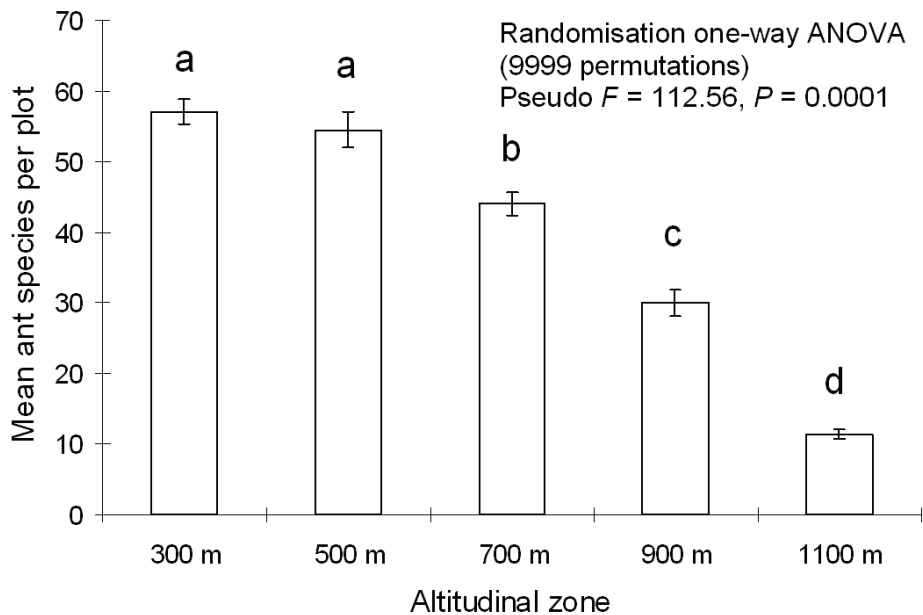 Randomisation one-way ANOVA
(9999 permutations)
Pseudo F = 112.56, P = 0.0001
Mean ant species per plot
70
60
50
40
30
20
10
0
a
a
b
c
d
300 m
500 m
700 m
900 m
1100 m
Altitudinal zone